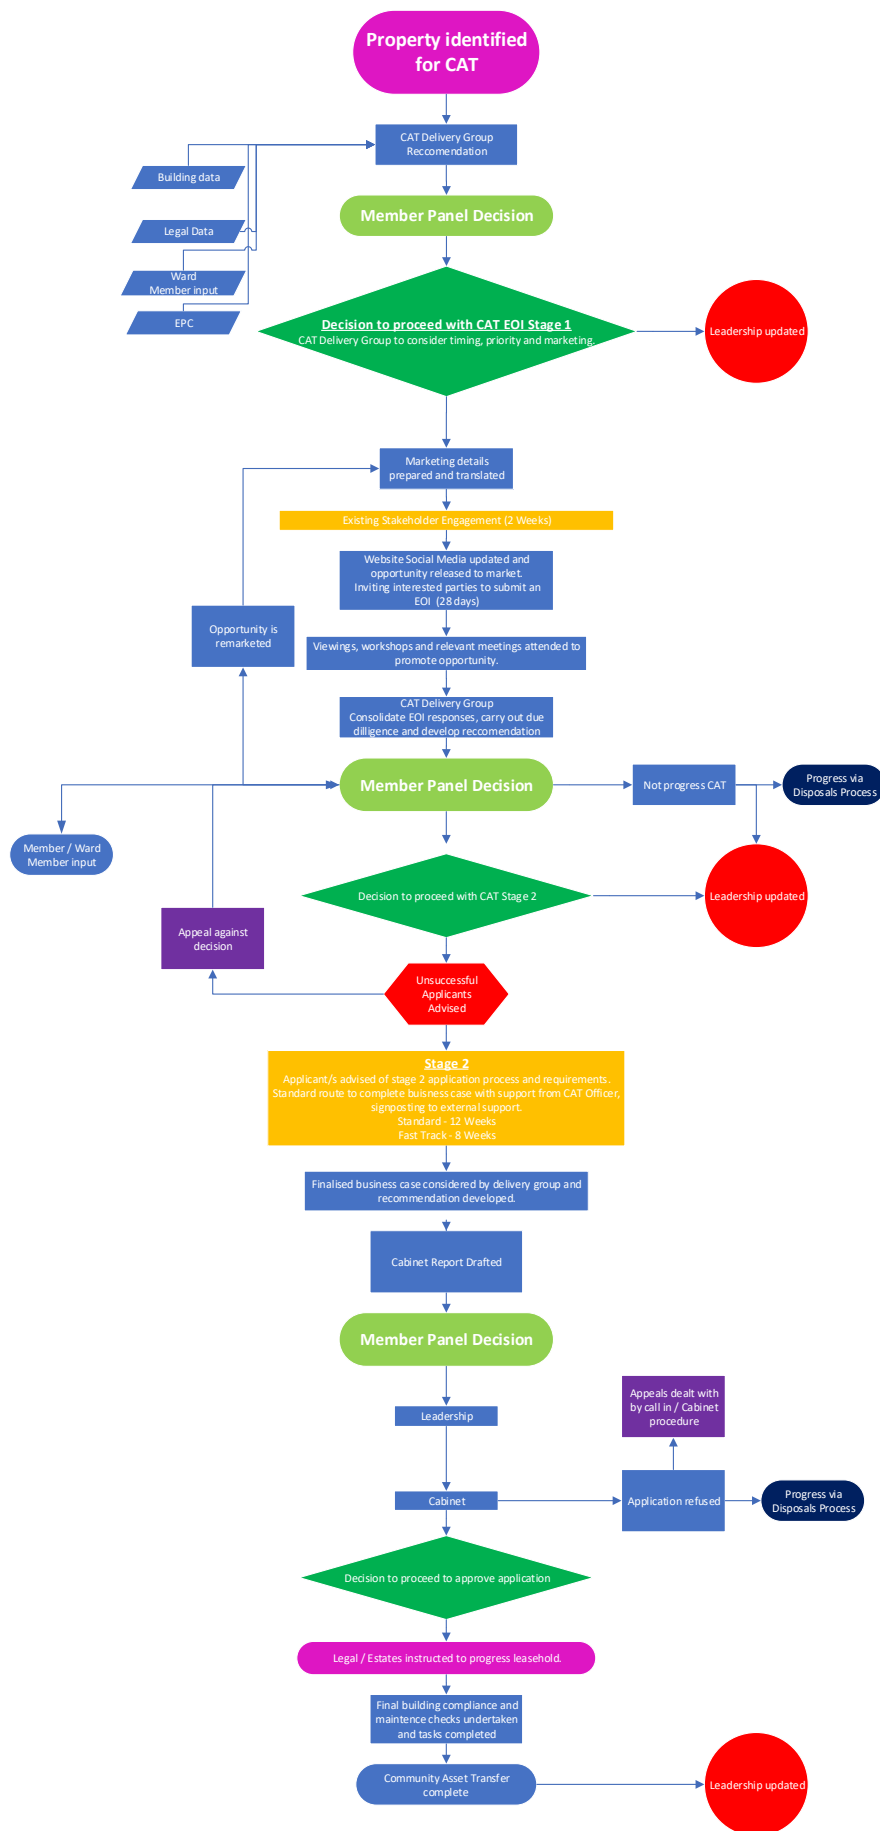 Property identified
for CAT
CAT Delivery Group
Reccomendation
Building data
Member Panel Decision
Legal Data
Ward
Member input
EPC
Decision to proceed with CAT EOI Stage 1
CAT Delivery Group to consider timing, priority and marketing.
Leadership updated
Marketing details
prepared and translated
Existing Stakeholder Engagement (2 Weeks)
Website Social Media updated and
opportunity released to market.
Inviting interested parties to submit an
EOI (28 days)
Opportunity is
remarketed
Viewings, workshops and relevant meetings attended to
promote opportunity.
CAT Delivery Group
Consolidate EOI responses, carry out due
dilligence and develop reccomendation
Member Panel Decision
Not progress CAT
Progress via
Disposals Process
Member / Ward
Member input
Decision to proceed with CAT Stage 2
Leadership updated
Appeal against
decision
Unsuccessful
Applicants
Advised
Stage 2
Applicant/s advised of stage 2 application process and requirements.
Standard route to complete buisness case with support from CAT Officer,
signposting to external support.
Standard - 12 Weeks
Fast Track - 8 Weeks
Finalised business case considered by delivery group and
recommendation developed.
Cabinet Report Drafted
Member Panel Decision
Appeals dealt with
by call in / Cabinet
procedure
Leadership
Cabinet
Application refused
Progress via
Disposals Process
Decision to proceed to approve application
Legal / Estates instructed to progress leasehold.
Final building compliance and
maintence checks undertaken
and tasks completed
Community Asset Transfer
complete
Leadership updated